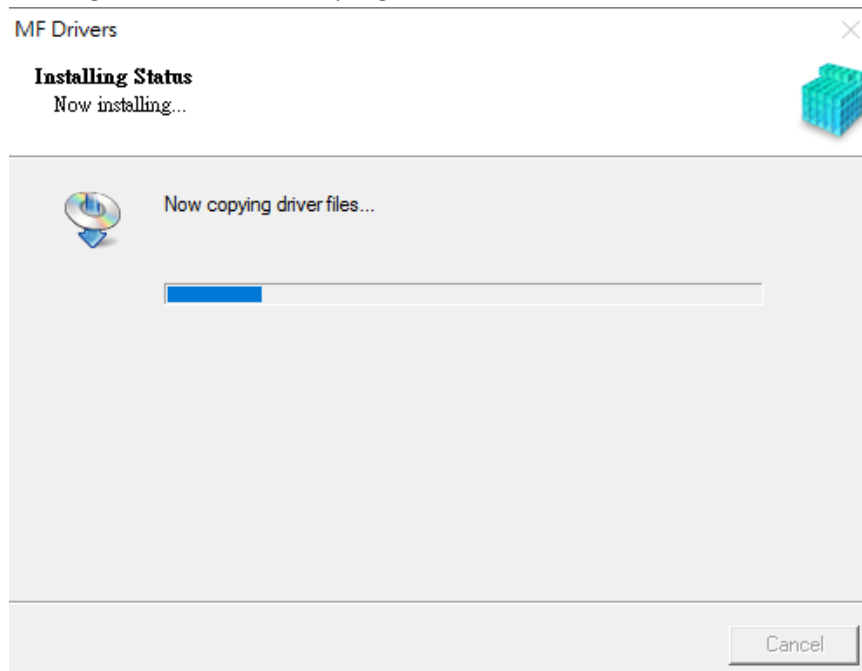 MF Drivers
Installing Status
Now installing...
Now copying driver files...
Cancel